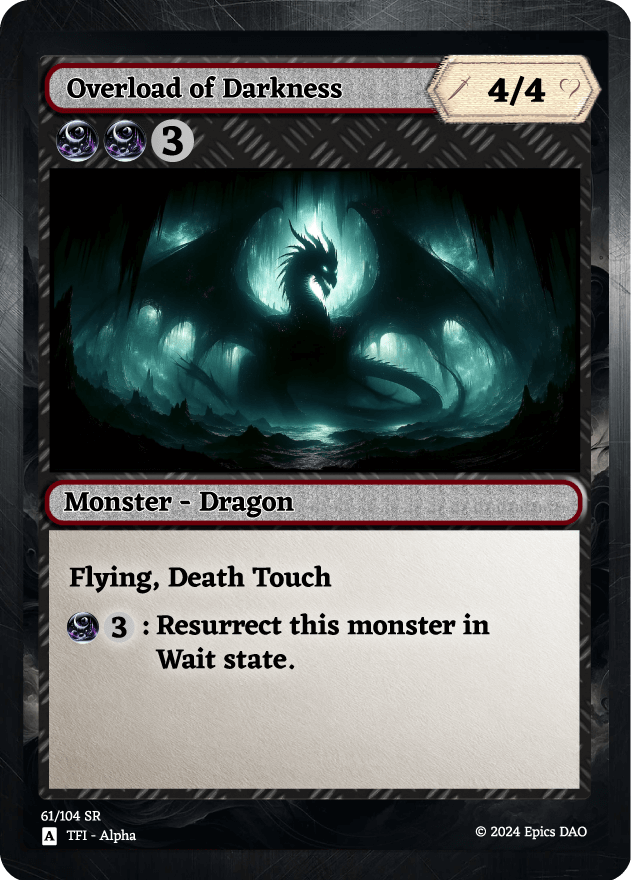 Overload of Darkness
4/4
3
Monster - Dragon
Flying, Death Touch
3 : Resurrect this monster in
Wait state.
61/104 SR
A TFI - Alpha
© 2024 Epics DAO